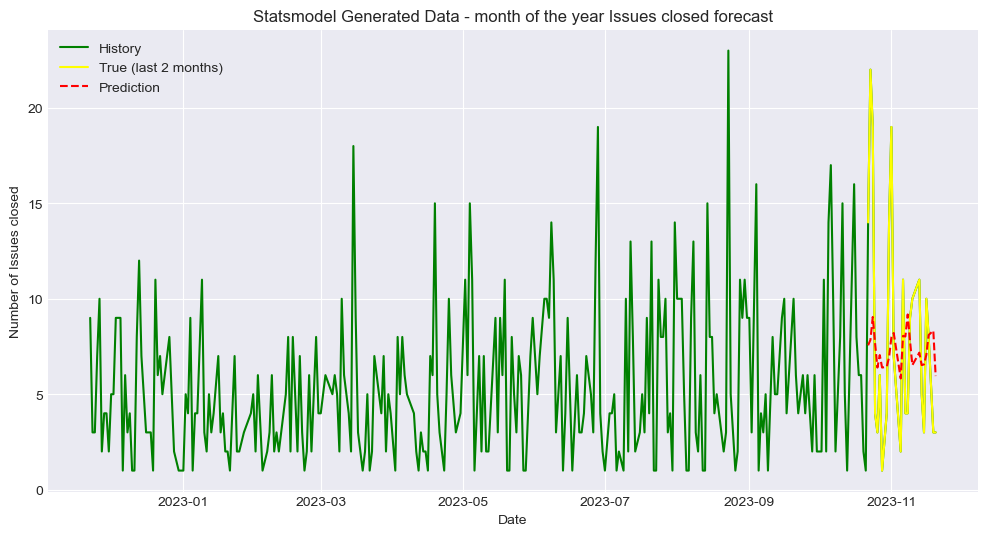 Statsmodel Generated Data - month of the year Issues closed forecast
History
True (last 2 months)
Prediction
Number of Issues closed
20
15
10
5
0
2023-01
2023-03
2023-05
2023-07
2023-09
2023-11
Date